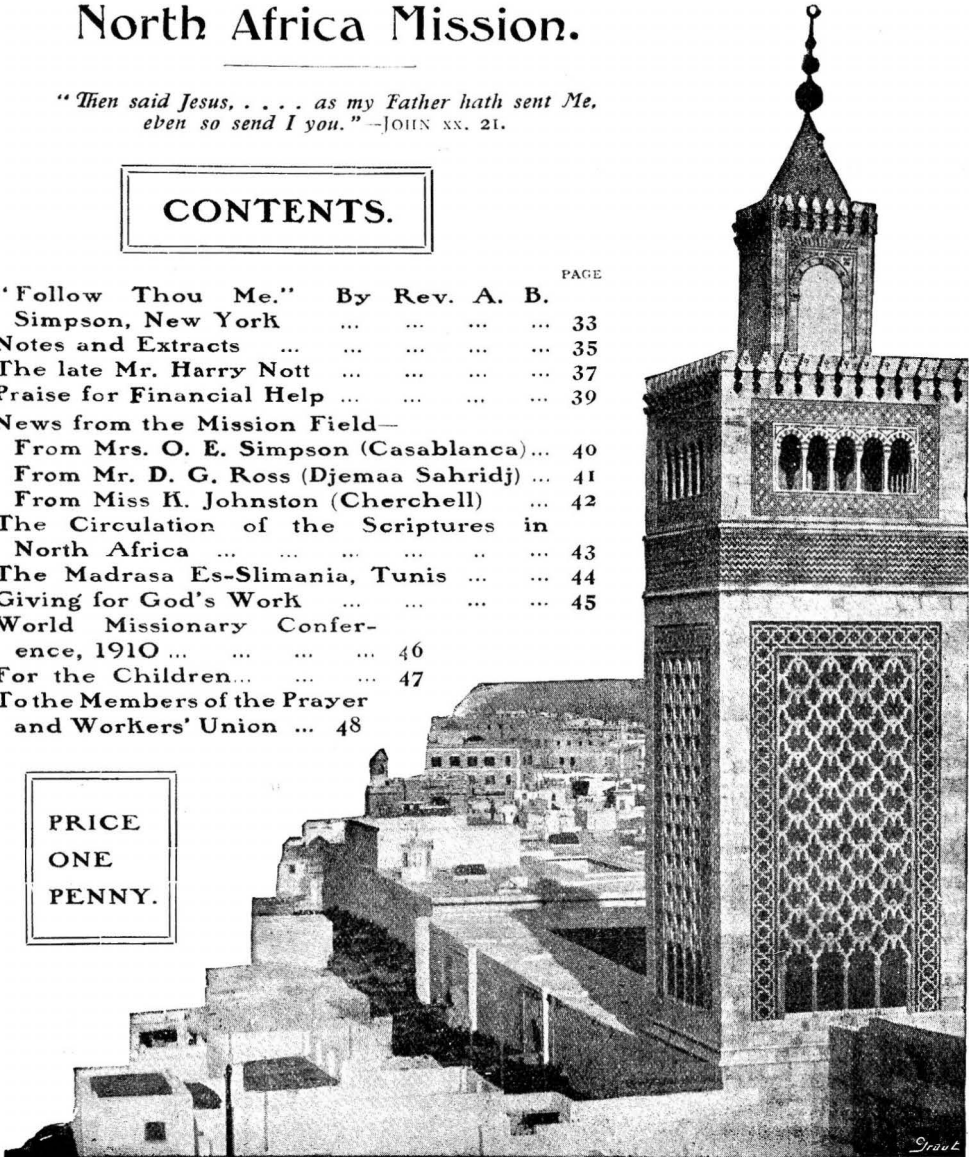 North Africa Mission.
"Then said Jesus, . . . . as my Father hath sent Me,
even so send I you."—JOHN xx. 21.
CONTENTS.
PAGE
"Follow Thou Me." By Rev. A. B.
Simpson, New York ... ... ... ... 33
Notes and Extracts ... ... ... ... ... 35
The late Mr. Harry Nott ... ... ... ... 37
Praise for Financial Help ... ... ... ... 39
News from the Mission Field—
From Mrs. O. E. Simpson (Casablanca)... 40
From Mr. D. G. Ross (Djemaa Sahridj) ... 41
From Miss K. Johnston (Cherchell) ... 42
The Circulation of the Scriptures in
North Africa ... ... ... ... .. ... 43
The Madrasa Es-Slimania, Tunis ... ... 44
Giving for God's Work ... ... ... ... 45
World Missionary Confer-
ence, 1910 ... ... ... ... 46
For the Children... ... ... 47
To the Members of the Prayer
and Workers' Union ... 48
PRICE
ONE
PENNY.
Grout